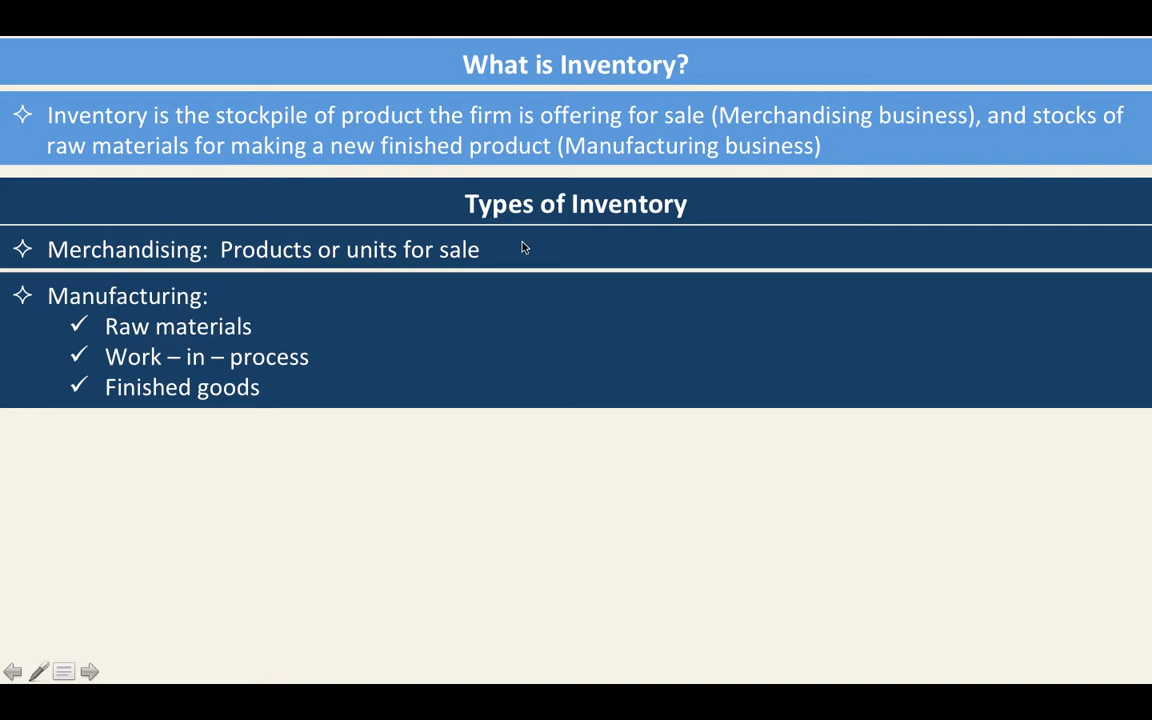 What is Inventory?
Inventory is the stockpile of product the firm is offering for sale (Merchandising business), and stocks of
raw materials for making a new finished product (Manufacturing business)
Types of Inventory
Merchandising: Products or units for sale
Manufacturing:
Raw materials
Work – in – process
Finished goods